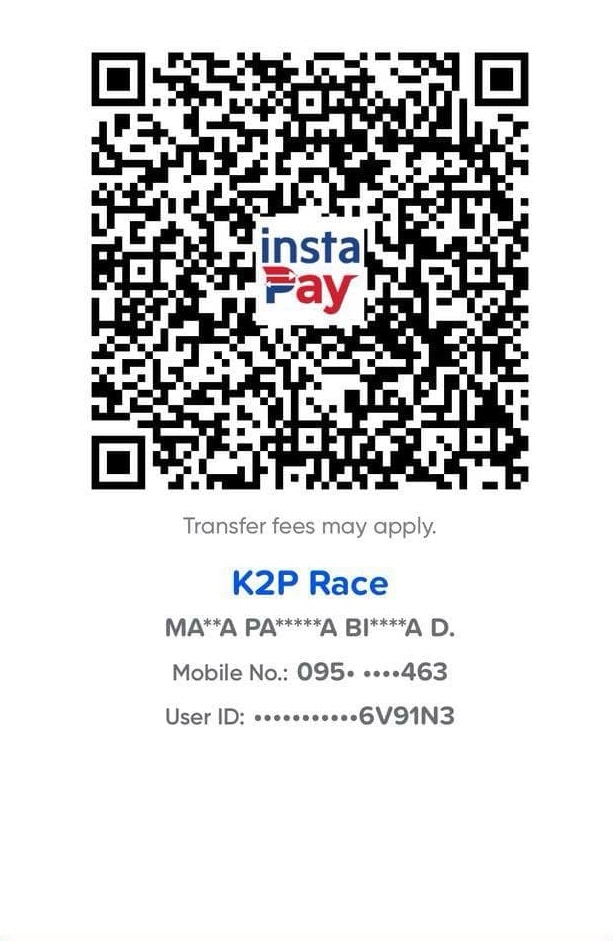 insta
Pay
Transfer fees may apply.
K2P Race
MA**A PA*****A BI****A D.
Mobile No.: 095• ••••463
User ID: •••••••••••6V91N3